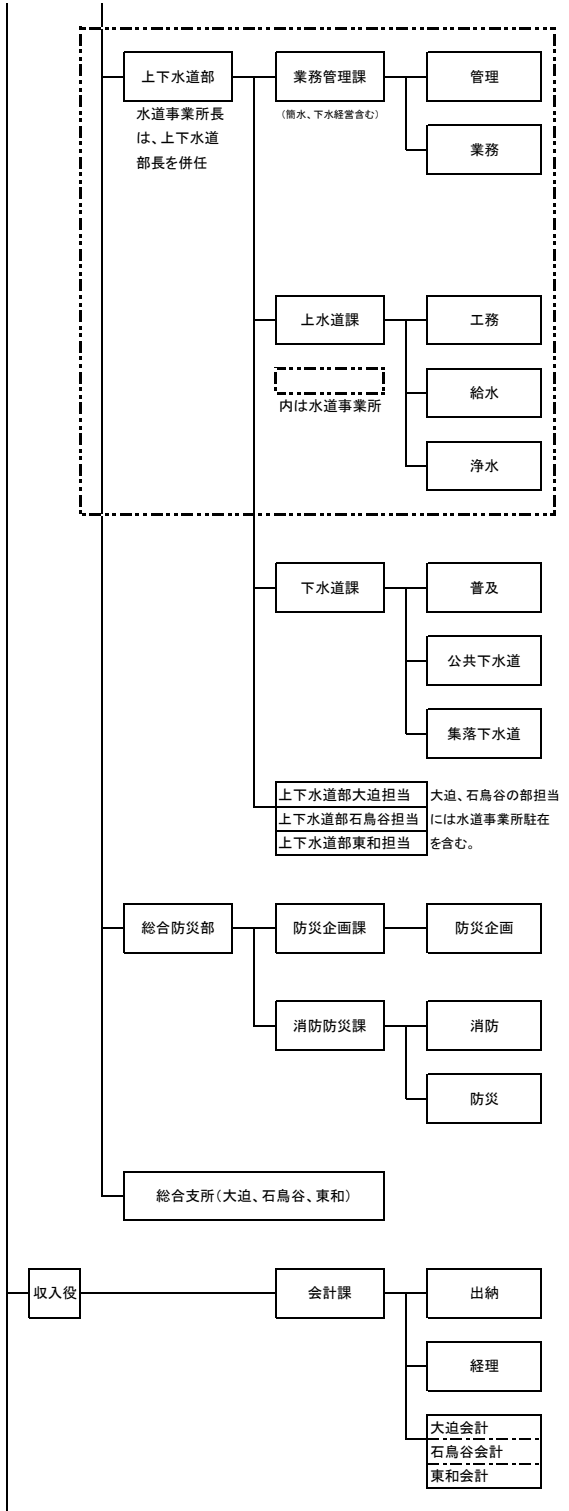 上下水道部
業務管理課
管理
水道事業所長
は、上下水道
部長を併任
(簡水、下水経営含む)
業務
上水道課
工務
内は水道事業所
給水
浄水
下水道課
普及
公共下水道
集落下水道
上下水道部大迫担当
上下水道部石鳥谷担当
上下水道部東和担当
大迫、石鳥谷の部担当
には水道事業所駐在
を含む。
総合防災部
防災企画課
防災企画
消防防災課
消防
防災
総合支所(大迫、石鳥谷、東和)
収入役
会計課
出納
経理
大迫会計
石鳥谷会計
東和会計